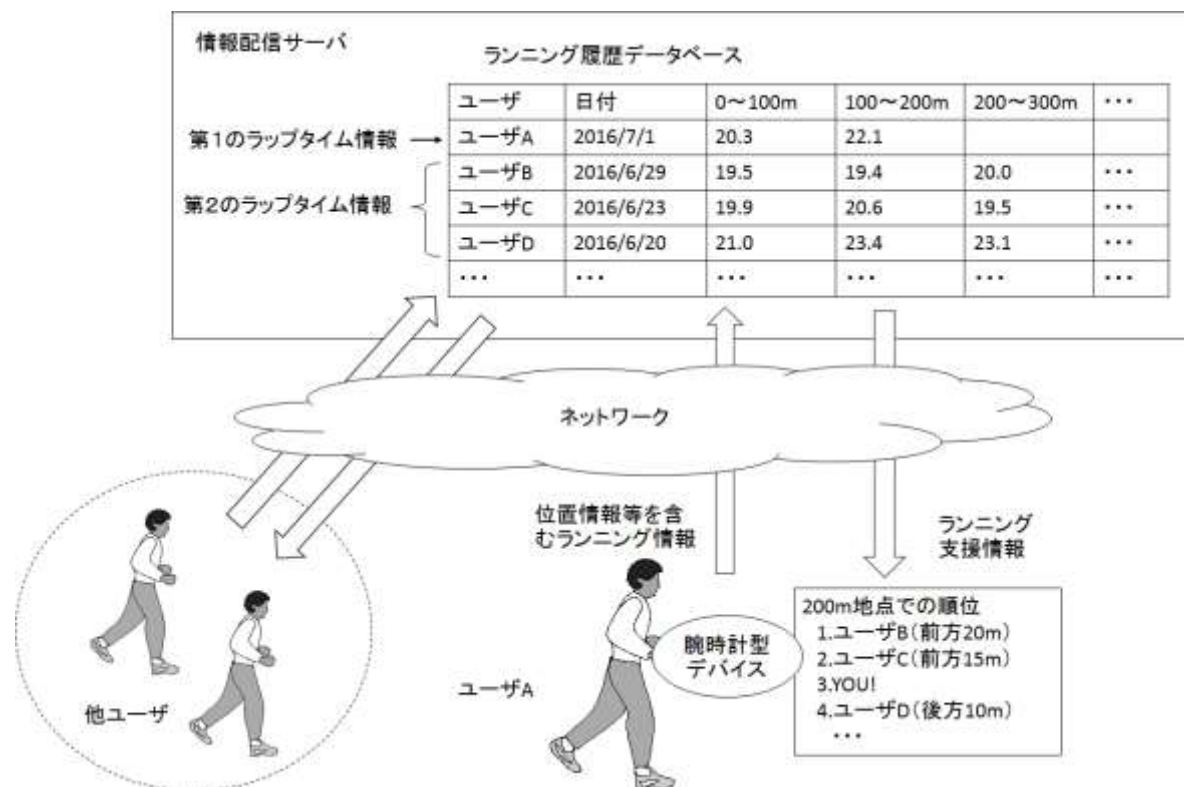 情報配信サーバ
ランニング履歴データベース
ユーザ 日付 0～100m 100～200m 200～300m ・・・
第1のラップタイム情報
ユーザA 2016/7/1 20.3 22.1
ユーザB 2016/6/29 19.5 19.4 20.0 ・・・
第2のラップタイム情報
ユーザC 2016/6/23 19.9 20.6 19.5 ・・・
ユーザD 2016/6/20 21.0 23.4 23.1 ・・・
・・・ ・・・ ・・・ ・・・ ・・・
ネットワーク
位置情報等を含
むランニング情報
ランニング
支援情報
200m地点での順位
1.ユーザB(前方20m)
2.ユーザC(前方15m)
3.YOU!
4.ユーザD(後方10m)
・・・
腕時計型
デバイス
ユーザA
他ユーザ